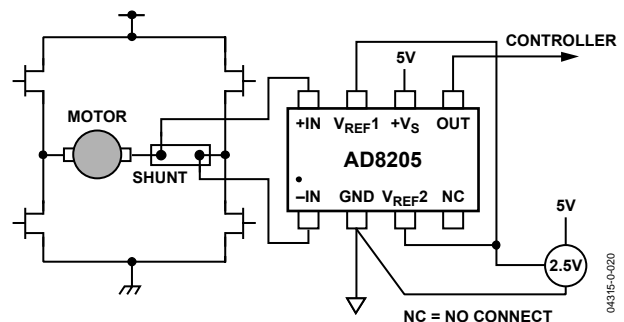 CONTROLLER
5V
MOTOR
+IN VREF1 +VS OUT
AD8205
SHUNT
–IN GND VREF2 NC
5V
2.5V
NC = NO CONNECT
04315-0-020